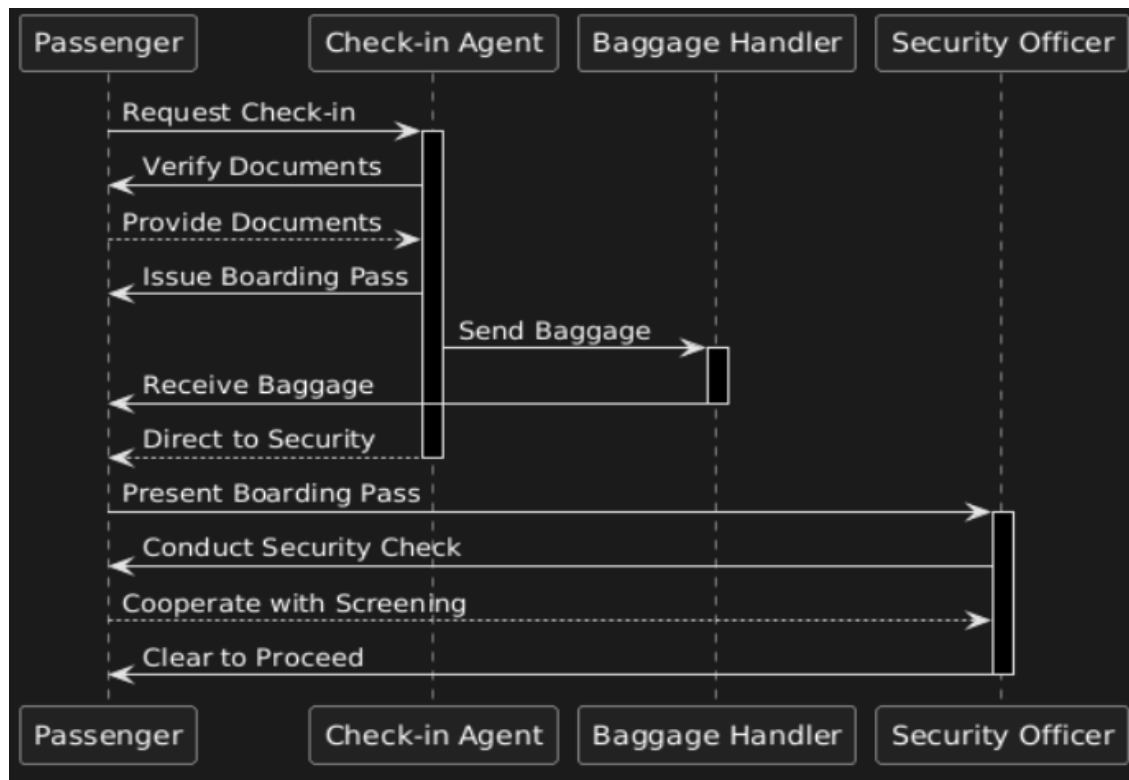 Passenger
Check-in Agent
Baggage Handler
Security Officer
Request Check-in
Verify Documents
Provide Documents
Issue Boarding Pass
Send Baggage
Receive Baggage
Direct to Security
Present Boarding Pass
Conduct Security Check
Cooperate with Screening
Clear to Proceed
Passenger
Check-in Agent
Baggage Handler
Security Officer